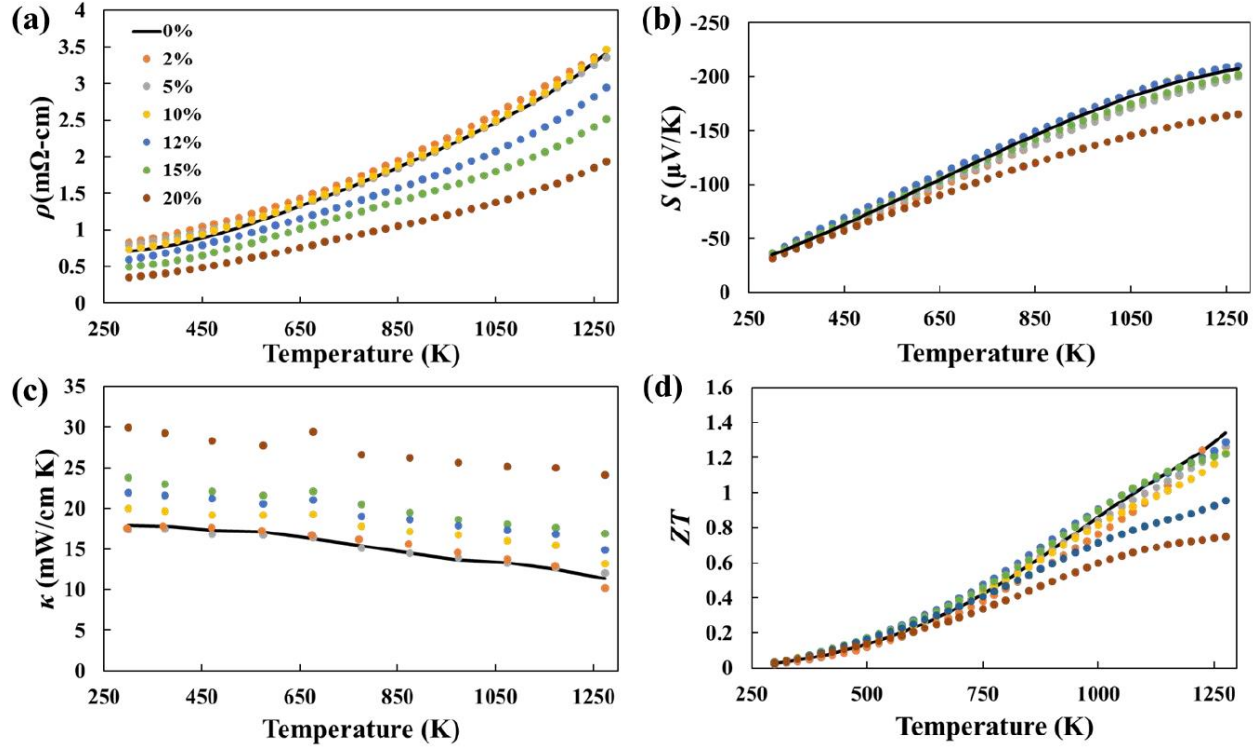 (a)
4
3.5
3
2.5
2
1.5
1
0.5
0
ρ(mΩ-cm)
0%
2%
5%
10%
12%
15%
20%
250 450 650 850 1050 1250
Temperature (K)
(b)
-250
-200
-150
-100
-50
0
S (µV/K)
250 450 650 850 1050 1250
Temperature (K)
(c)
35
30
25
20
15
10
5
0
κ (mW/cm K)
250 450 650 850 1050 1250
Temperature (K)
(d)
1.6
1.4
1.2
1
0.8
0.6
0.4
0.2
0
ZT
250 500 750 1000 1250
Temperature (K)